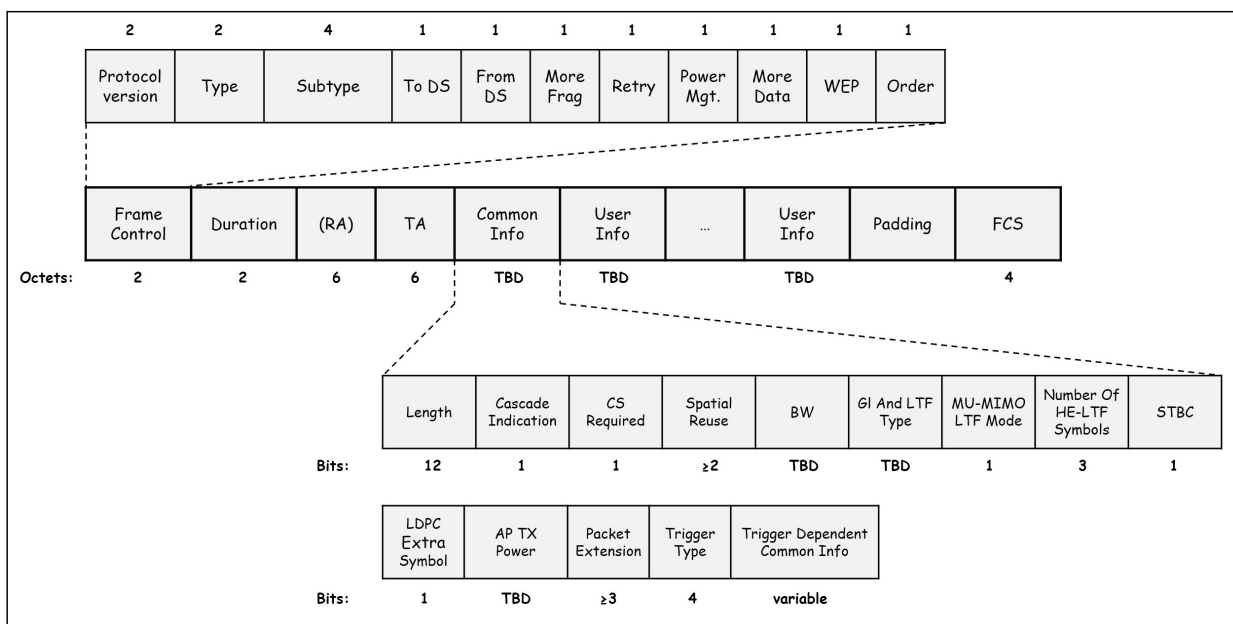 2 2 4 1 1 1 1 1 1 1 1
Protocol version Type Subtype To DS From DS More Frag Retry Power Mgt. More Data WEP Order
Frame Control Duration (RA) TA Common Info User Info ... User Info Padding FCS
Octets: 2 2 6 6 TBD TBD TBD 4
Length Cascade Indication CS Required Spatial Reuse BW GI And LTF Type MU-MIMO LTF Mode Number Of HE-LTF Symbols STBC
Bits: 12 1 1 ≥2 TBD TBD 1 3 1
LDPC Extra Symbol AP TX Power Packet Extension Trigger Type Trigger Dependent Common Info
Bits: 1 TBD ≥3 4 variable